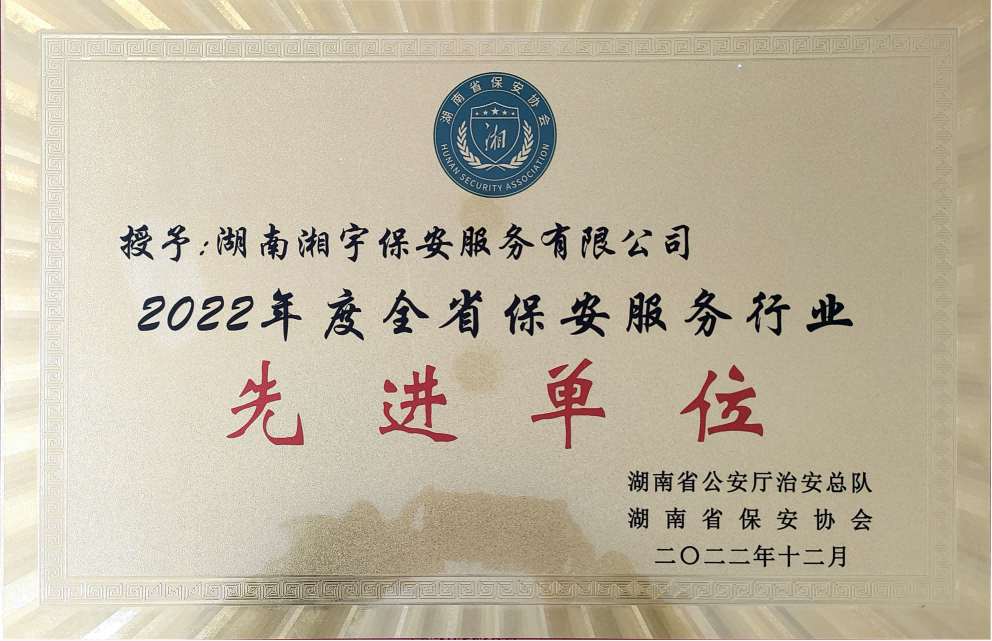 湖南省保安协会
湘
HUNAN SECURITY ASSOCIATION
授予:湖南湘宇保安服务有限公司
2022年度全省保安服务行业
先进单位
湖南省公安厅治安总队
湖南省保安协会
二〇二二年十二月